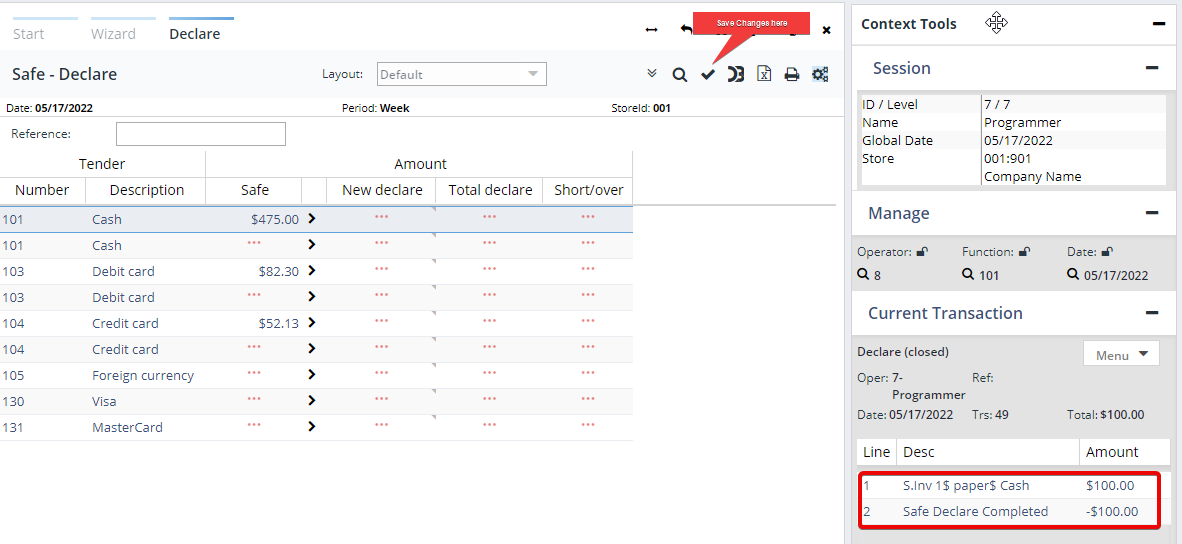 Start Wizard Declare
Save Changes here
Safe - Declare Layout: Default
Date: 05/17/2022 Period: Week StoreId: 001
Reference:
Tender Amount
Number Description Safe New declare Total declare Short/over
101 Cash $475.00 *** *** ***
101 Cash *** *** *** ***
103 Debit card $82.30 *** *** ***
103 Debit card *** *** *** ***
104 Credit card $52.13 *** *** ***
104 Credit card *** *** *** ***
105 Foreign currency *** *** *** ***
130 Visa *** *** *** ***
131 MasterCard *** *** *** ***
Context Tools
Session
ID / Level 7 / 7
Name Programmer
Global Date 05/17/2022
Store 001:901
Company Name
Manage
Operator: Function: Date:
8 101 05/17/2022
Current Transaction
Declare (closed) Menu
Oper: 7- Ref:
Programmer
Date: 05/17/2022 Trs: 49 Total: $100.00
Line Desc Amount
1 S.Inv 1$ paper$ Cash $100.00
2 Safe Declare Completed -$100.00